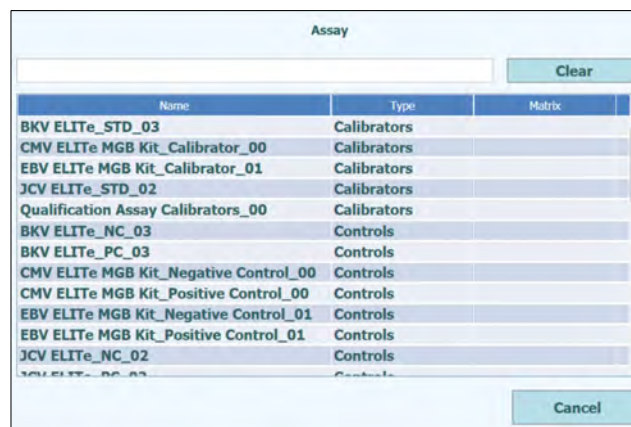 Assay
Clear
Name Type Matrix
BKV ELITe_STD_03 Calibrators
CMV ELITe MGB Kit_Calibrator_00 Calibrators
EBV ELITe MGB Kit_Calibrator_01 Calibrators
JCV ELITe_STD_02 Calibrators
Qualification Assay Calibrators_00 Calibrators
BKV ELITe_NC_03 Controls
BKV ELITe_PC_03 Controls
CMV ELITe MGB Kit_Negative Control_00 Controls
CMV ELITe MGB Kit_Positive Control_00 Controls
EBV ELITe MGB Kit_Negative Control_01 Controls
EBV ELITe MGB Kit_Positive Control_01 Controls
JCV ELITe_NC_02 Controls
Cancel